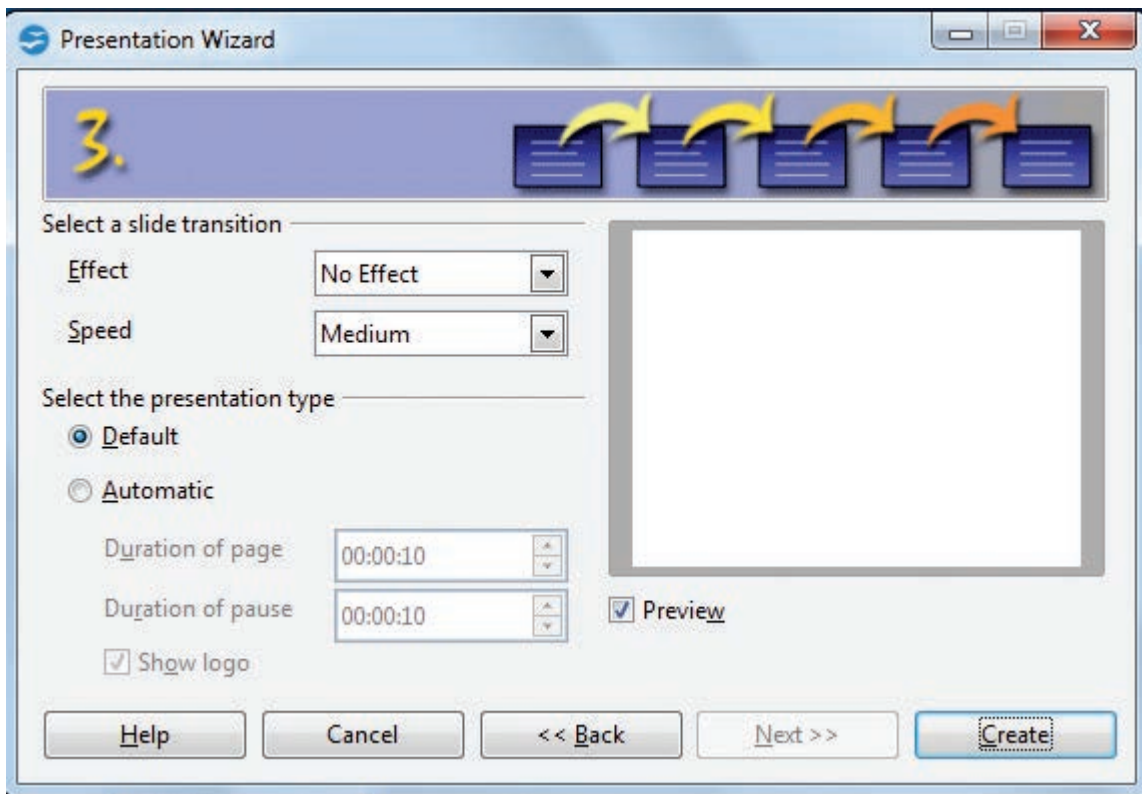 Presentation Wizard
3.
Select a slide transition
Effect
No Effect
Speed
Medium
Select the presentation type
Default
Automatic
Duration of page
00:00:10
Duration of pause
00:00:10
Show logo
Preview
Help
Cancel
<< Back
Next >>
Create